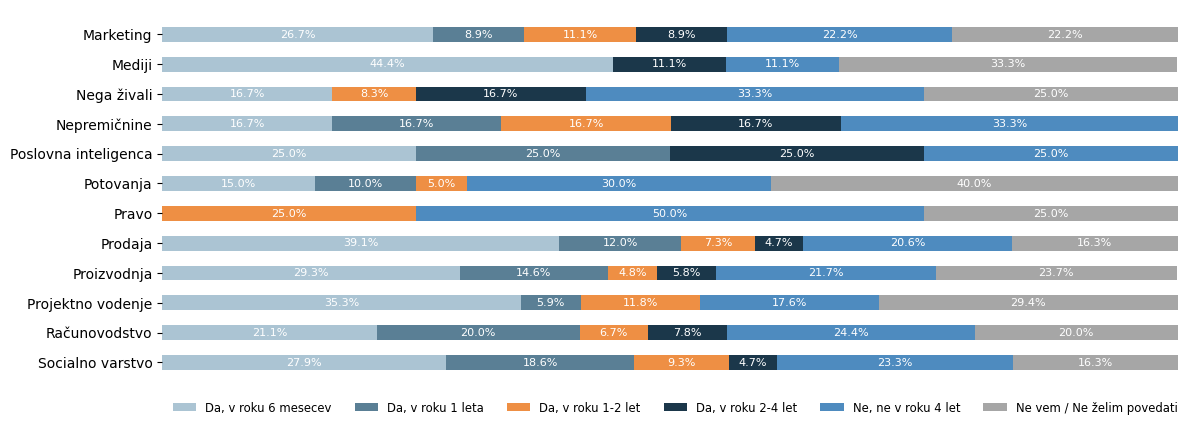 Marketing 26.7% 8.9% 11.1% 8.9% 22.2% 22.2%
Mediji 44.4% 11.1% 11.1% 33.3%
Nega živali 16.7% 8.3% 16.7% 33.3% 25.0%
Nepremičnine 16.7% 16.7% 16.7% 16.7% 33.3%
Poslovna inteligenca 25.0% 25.0% 25.0% 25.0%
Potovanja 15.0% 10.0% 5.0% 30.0% 40.0%
Pravo 25.0% 50.0% 25.0%
Prodaja 39.1% 12.0% 7.3% 4.7% 20.6% 16.3%
Proizvodnja 29.3% 14.6% 4.8% 5.8% 21.7% 23.7%
Projektno vodenje 35.3% 5.9% 11.8% 17.6% 29.4%
Računovodstvo 21.1% 20.0% 6.7% 7.8% 24.4% 20.0%
Socialno varstvo 27.9% 18.6% 9.3% 4.7% 23.3% 16.3%
Da, v roku 6 mesecev Da, v roku 1 leta Da, v roku 1-2 let Da, v roku 2-4 let Ne, ne v roku 4 let Ne vem / Ne želim povedati